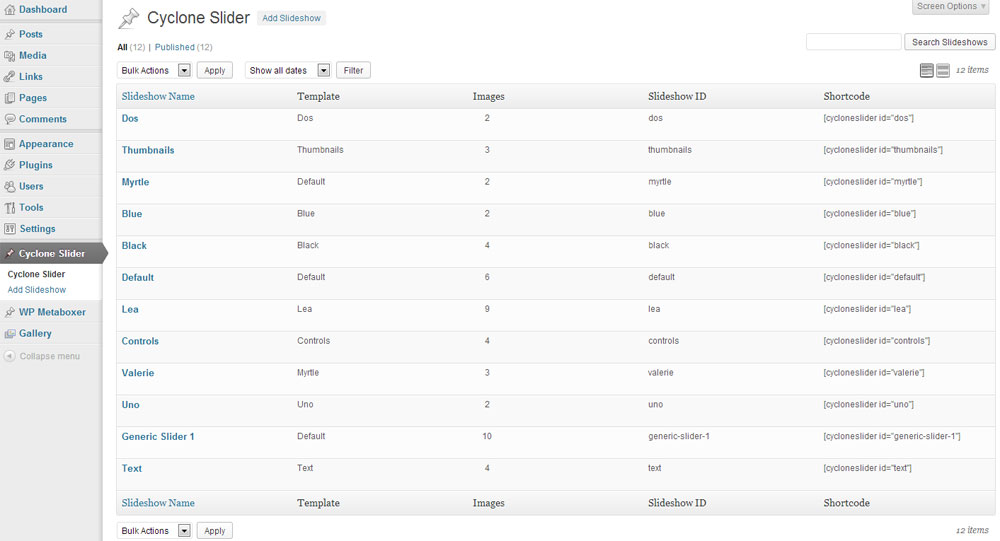 Dashboard
Posts
Media
Links
Pages
Comments
Appearance
Plugins
Users
Tools
Settings
Cyclone Slider
Cyclone Slider
Add Slideshow
WP Metaboxer
Gallery
Collapse menu
Screen Options
Cyclone Slider Add Slideshow
All (12) | Published (12)
Search Slideshows
Bulk Actions Apply Show all dates Filter 12 items
Slideshow Name Template Images Slideshow ID Shortcode
Dos Dos 2 dos [cycloneslider id="dos"]
Thumbnails Thumbnails 3 thumbnails [cycloneslider id="thumbnails"]
Myrtle Default 2 myrtle [cycloneslider id="myrtle"]
Blue Blue 2 blue [cycloneslider id="blue"]
Black Black 4 black [cycloneslider id="black"]
Default Default 6 default [cycloneslider id="default"]
Lea Lea 9 lea [cycloneslider id="lea"]
Controls Controls 4 controls [cycloneslider id="controls"]
Valerie Myrtle 3 valerie [cycloneslider id="valerie"]
Uno Uno 2 uno [cycloneslider id="uno"]
Generic Slider 1 Default 10 generic-slider-1 [cycloneslider id="generic-slider-1"]
Text Text 4 text [cycloneslider id="text"]
Slideshow Name Template Images Slideshow ID Shortcode
Bulk Actions Apply 12 items